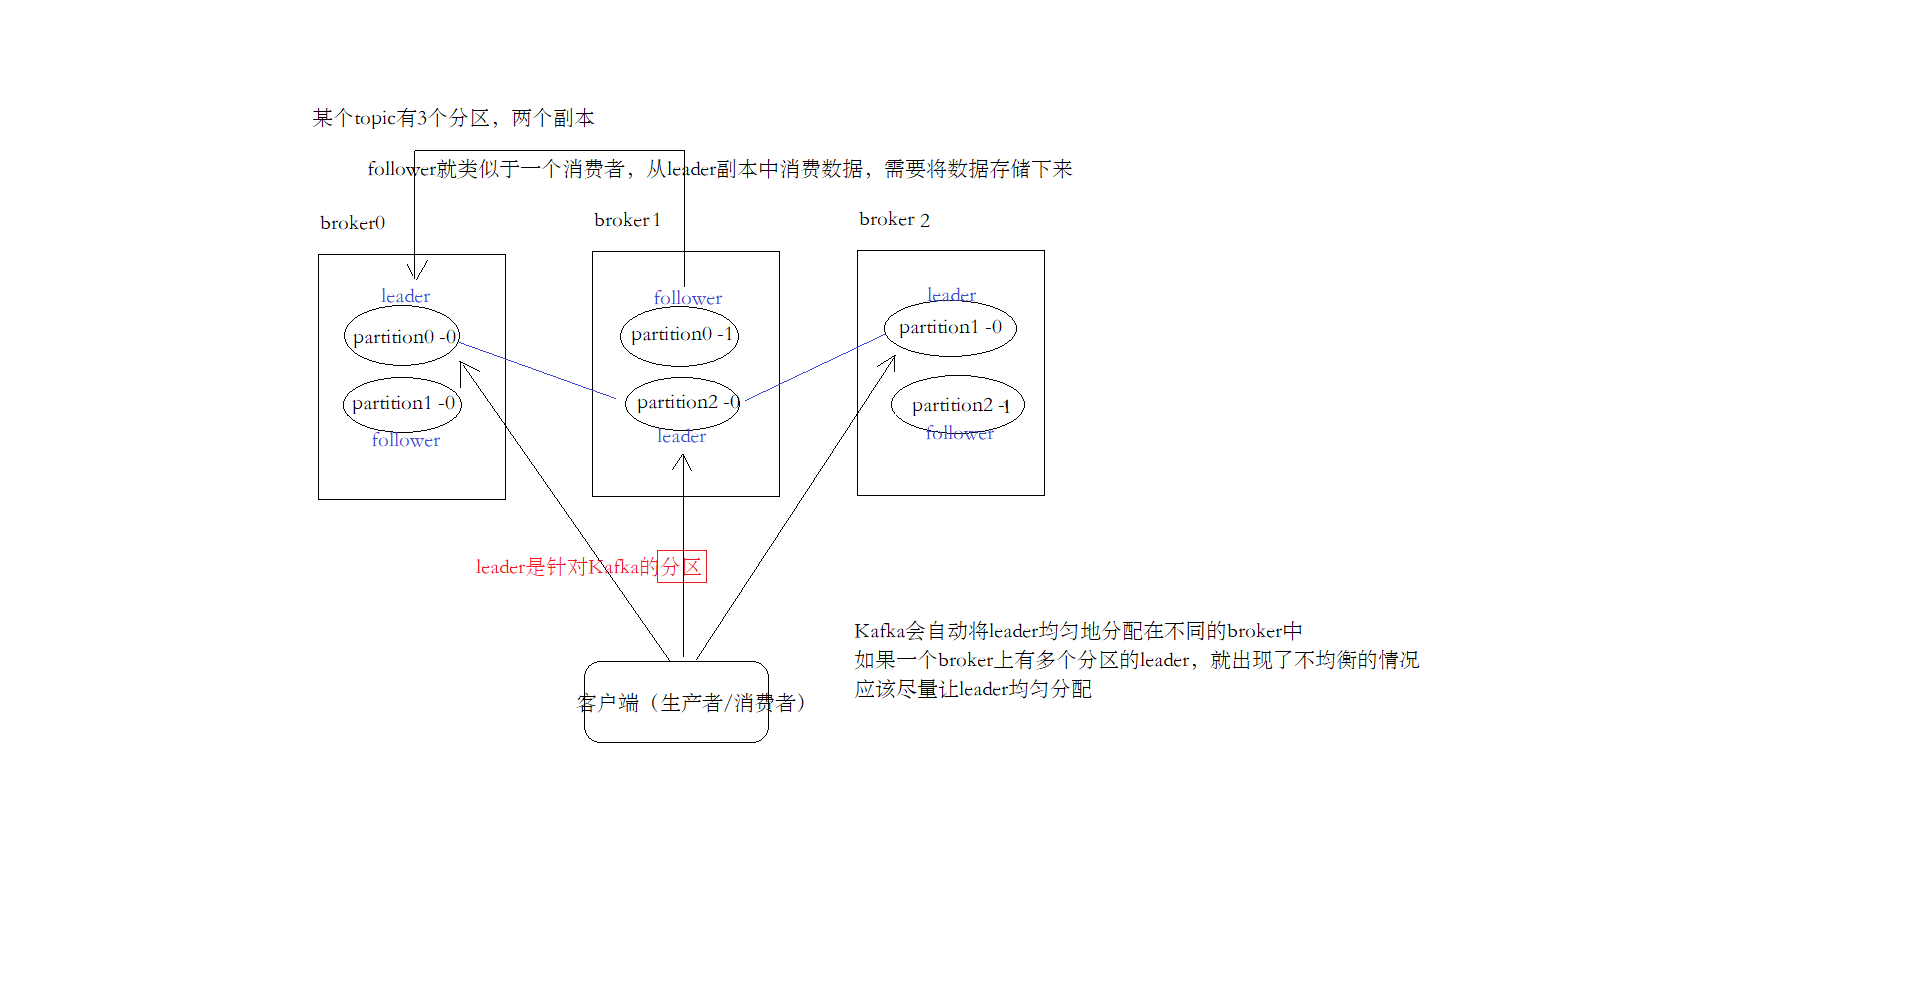 某个topic有3个分区，两个副本
follower就类似于一个消费者，从leader副本中消费数据，需要将数据存储下来
broker0
broker1
broker 2
leader
follower
leader
partition0 -0
partition0 -1
partition1 -0
partition1 -0
partition2 -0
partition2 -1
follower
leader
follower
leader是针对Kafka的分区
Kafka会自动将leader均匀地分配在不同的broker中
如果一个broker上有多个分区的leader，就出现了不均衡的情况
应该尽量让leader均匀分配
客户端（生产者/消费者）